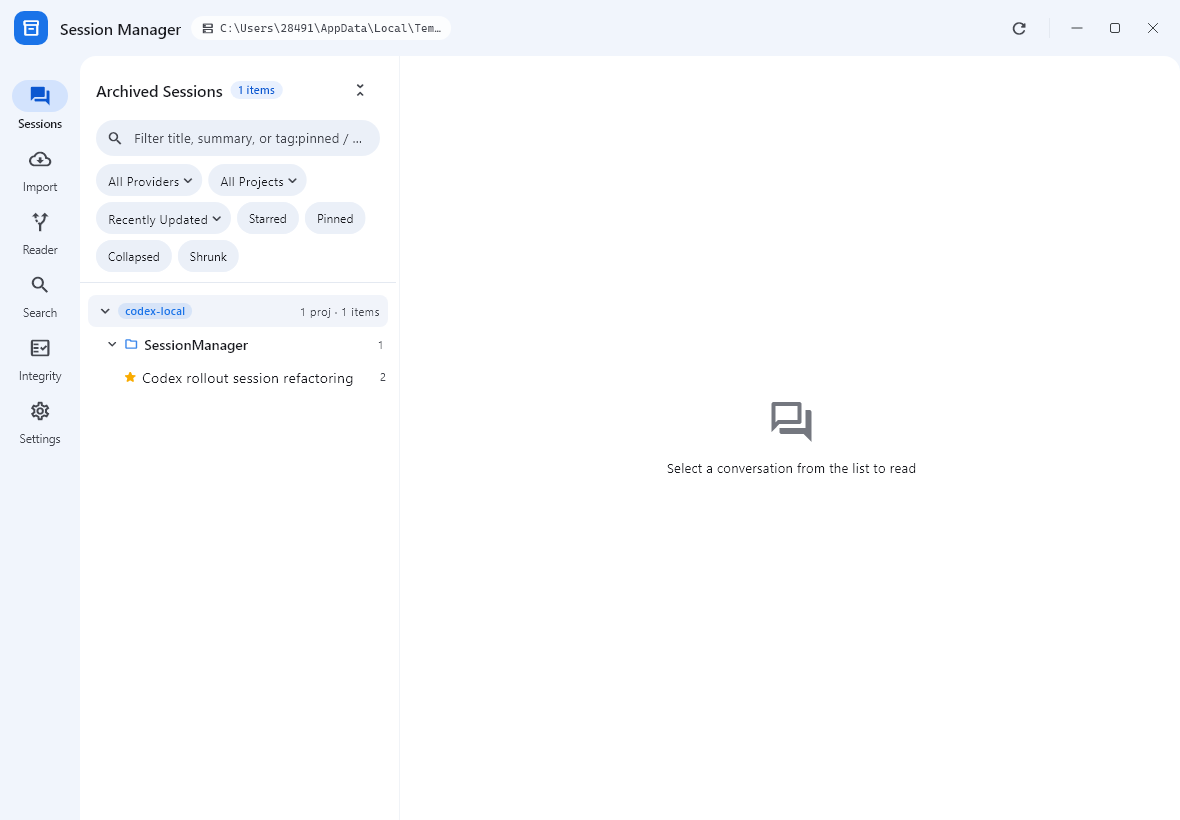 Session Manager
C:\Users\28491\AppData\Local\Tem…
Sessions
Import
Reader
Search
Integrity
Settings
Archived Sessions
1 items
Filter title, summary, or tag:pinned / ...
All Providers
All Projects
Recently Updated
Starred
Pinned
Collapsed
Shrunk
codex-local
1 proj · 1 items
SessionManager
1
Codex rollout session refactoring
2
Select a conversation from the list to read